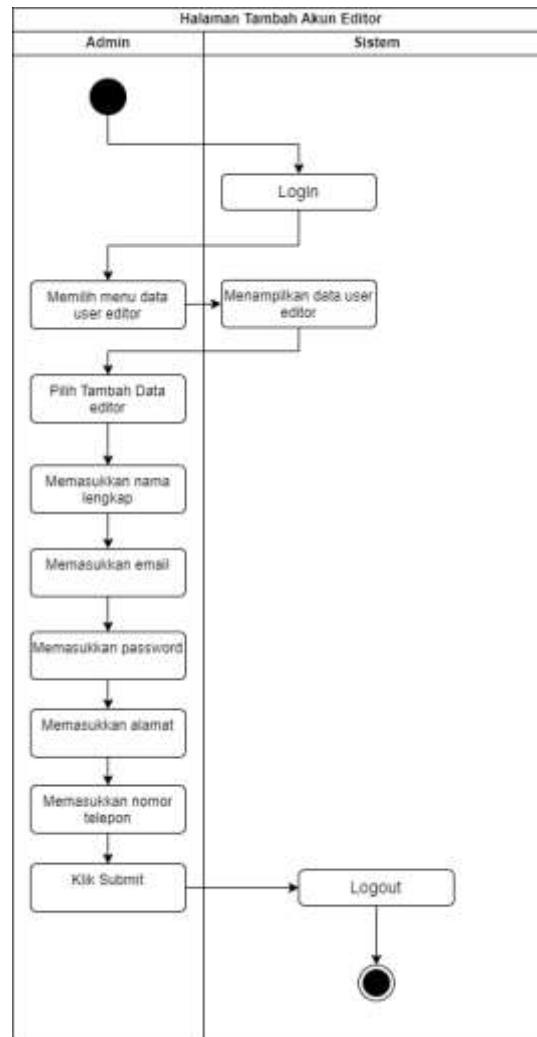 Halaman Tambah Akun Editor
Admin
Sistem
Login
Memilih menu data
user editor
Menampilkan data user
editor
Pilih Tambah Data
editor
Memasukkan nama
lengkap
Memasukkan email
Memasukkan password
Memasukkan alamat
Memasukkan nomor
telepon
Klik Submit
Logout